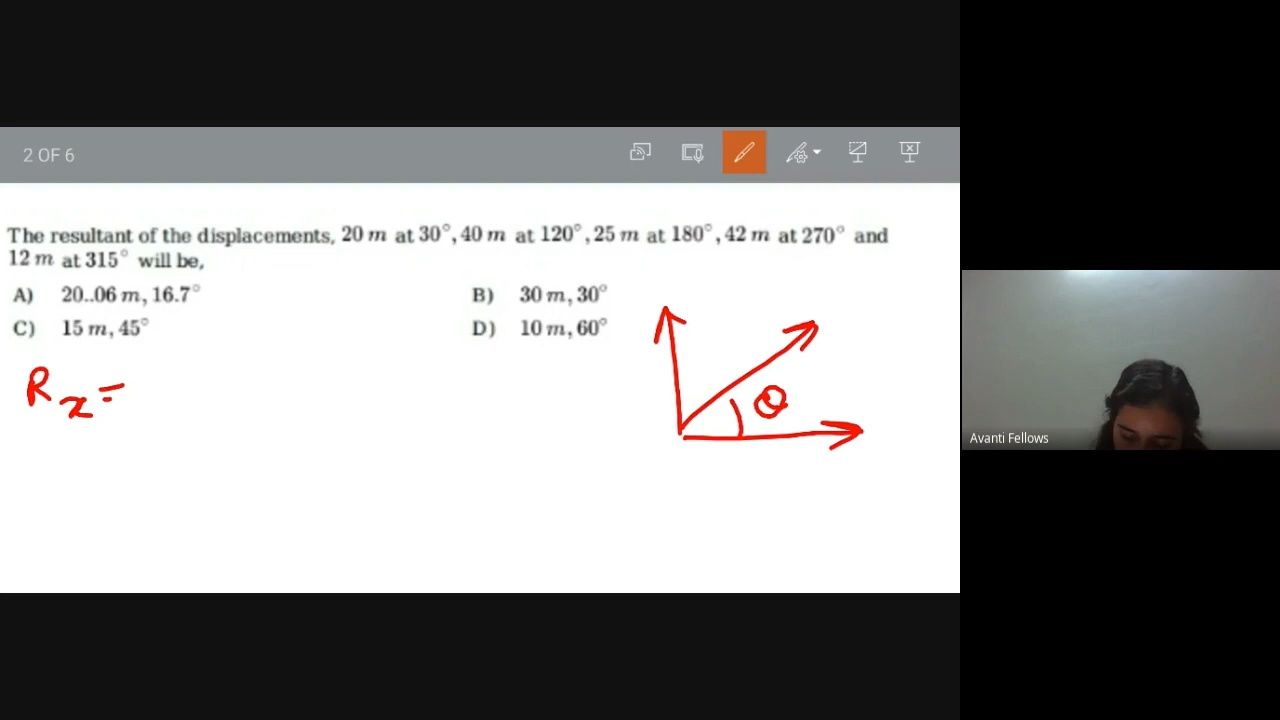 2 OF 6
The resultant of the displacements, 20 m at 30°, 40 m at 120°, 25 m at 180°, 42 m at 270° and
12 m at 315° will be,
A) 20..06 m, 16.7° B) 30 m, 30°
C) 15 m, 45° D) 10 m, 60°
R x =
θ
Avanti Fellows